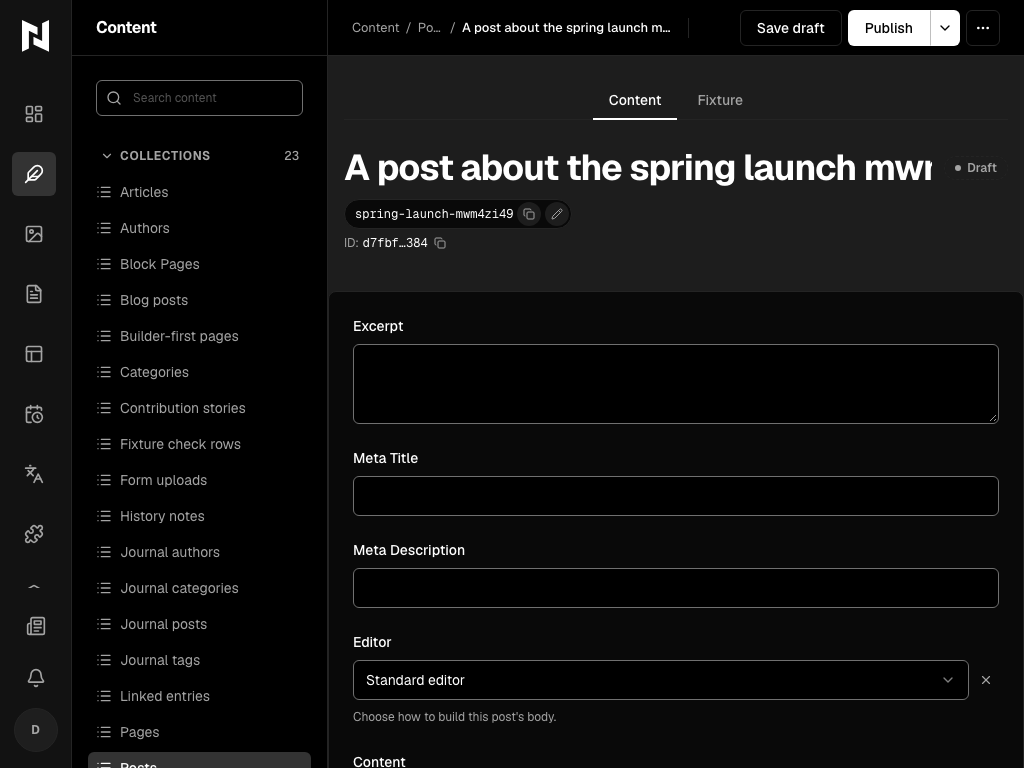 Content
Content / Po… / A post about the spring launch m…
Save draft
Publish
Search content
COLLECTIONS 23
Articles
Authors
Block Pages
Blog posts
Builder-first pages
Categories
Contribution stories
Fixture check rows
Form uploads
History notes
Journal authors
Journal categories
Journal posts
Journal tags
Linked entries
Pages
Posts
D
Content
Fixture
A post about the spring launch mwr
Draft
spring-launch-mwm4zi49
ID: d7fbf…384
Excerpt
Meta Title
Meta Description
Editor
Standard editor
Choose how to build this post's body.
Content